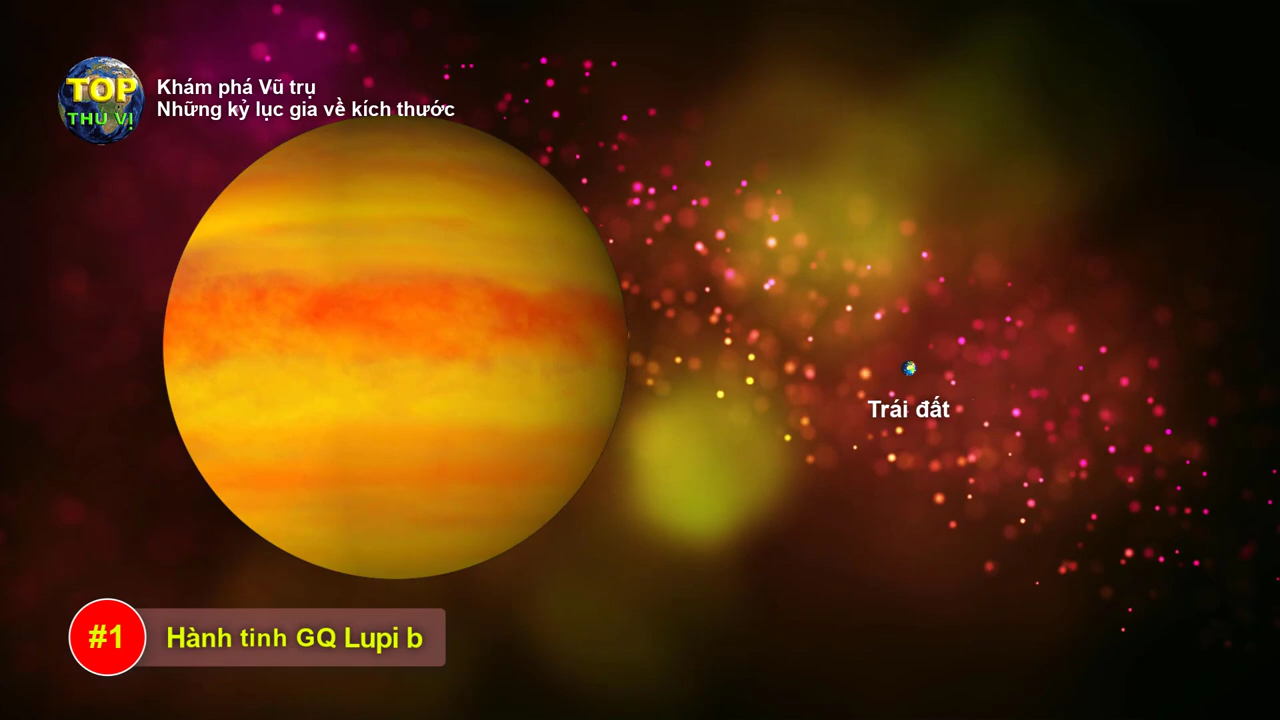 TOP
THÚ VỊ
Khám phá Vũ trụ
Những kỷ lục gia về kích thước
Trái đất
#1
Hành tinh GQ Lupi b